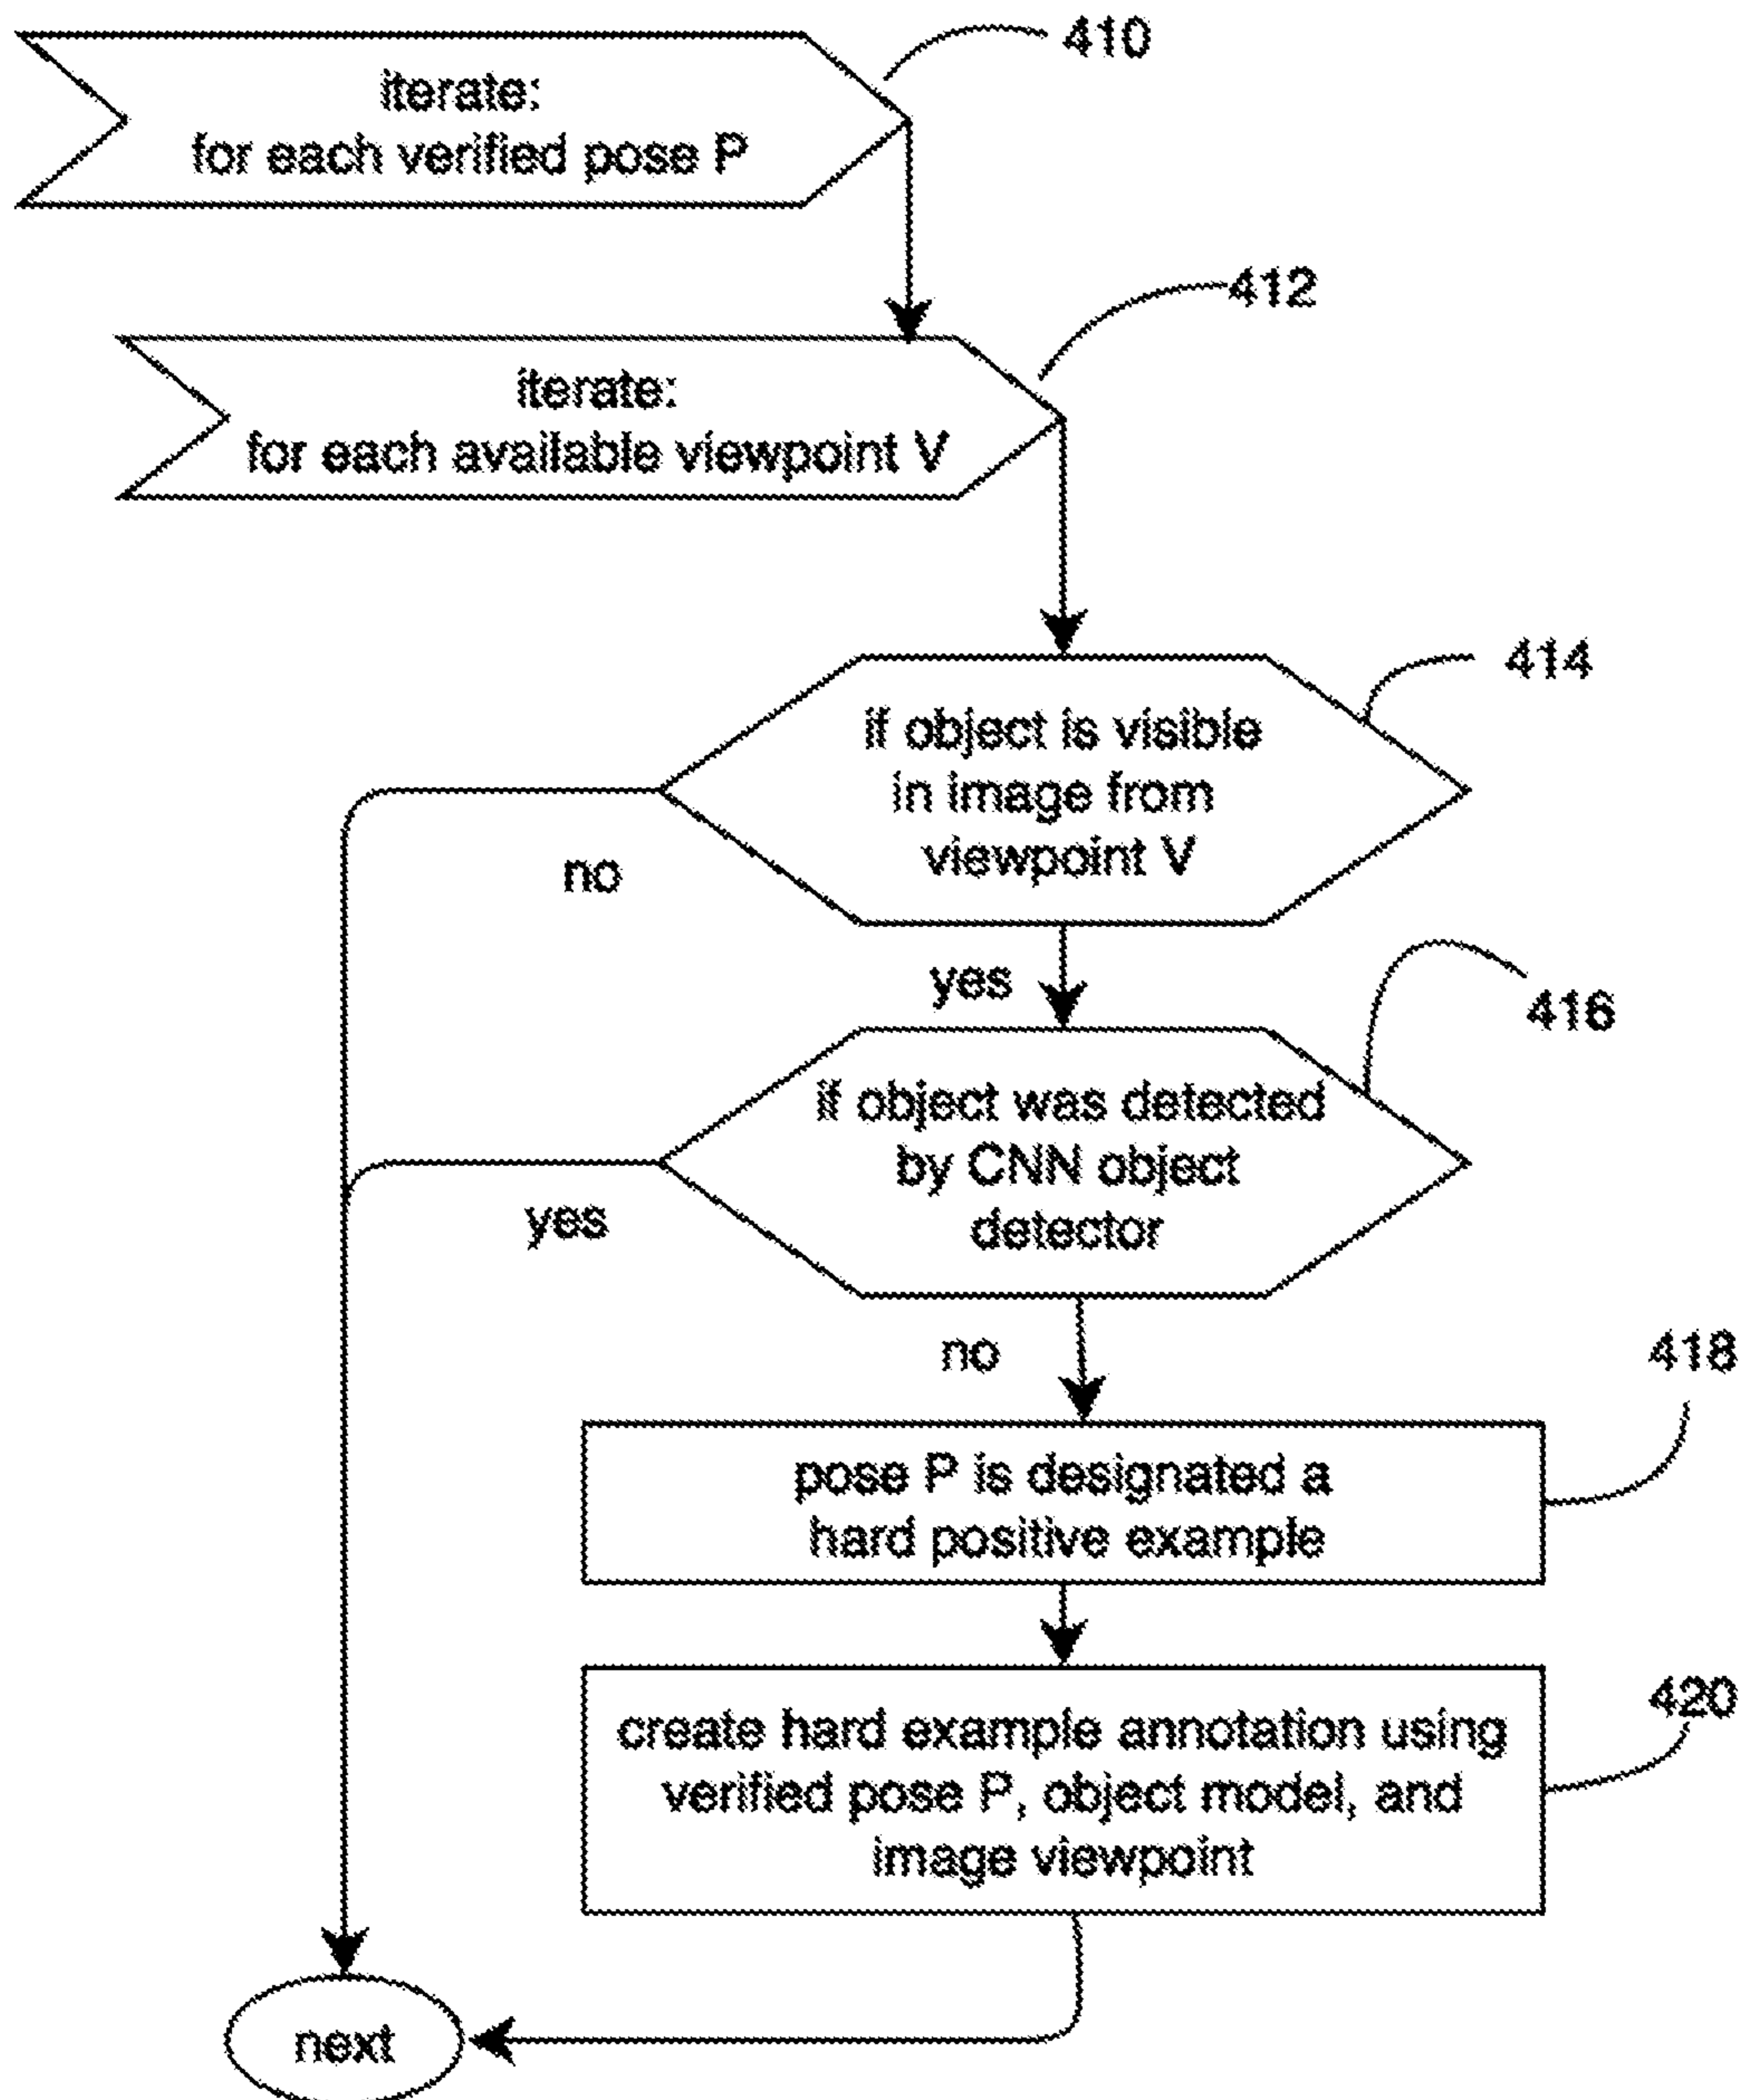 410
iterate:
for each verified pose P
412
iterate:
for each available viewpoint V
414
if object is visible
in image from
viewpoint V
no
yes
416
if object was detected
by CNN object
detector
yes
no
418
pose P is designated a
hard positive example
420
create hard example annotation using
verified pose P, object model, and
image viewpoint
next